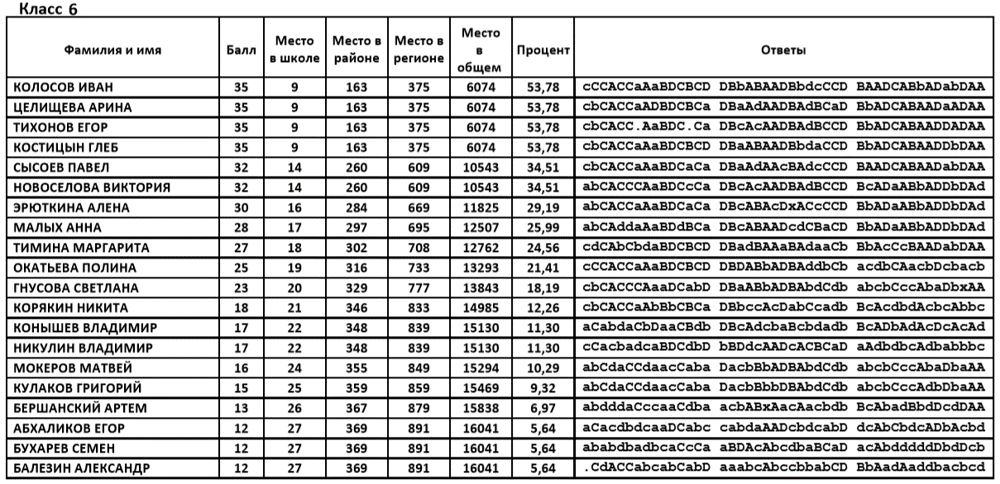 Класс 6
Фамилия и имя Балл Место в школе Место в районе Место в регионе Место в общем Процент Ответы
КОЛОСОВ ИВАН 35 9 163 375 6074 53,78 cCCACCaAaBDCBCD DBbABAADBbdcCCD BAADCABbADabDAA
ЦЕЛИЩЕВА АРИНА 35 9 163 375 6074 53,78 cbCACCaADBDCBCa DBaAdAADBAdBCaD BbADCABAADaADAA
ТИХОНОВ ЕГОР 35 9 163 375 6074 53,78 cbCACC.AaBDC.Ca DBcAcAADBAdBCCD BbADCABAADDADAA
КОСТИЦЫН ГЛЕБ 35 9 163 375 6074 53,78 cbCACCaAaBDCBCa DBaABAADBbdaCCD BbADCABAADDbDAA
СЫСОЕВ ПАВЕЛ 32 14 260 609 10543 34,51 cbCACCaAaBDCaCa DBaAdAAcBAdcCCD BAADCABAADabDAA
НОВОСЕЛОВА ВИКТОРИЯ 32 14 260 609 10543 34,51 abCACCCAaBDCcCa DBcAcAADBAdBCCD BcADaABbADDbDAd
ЭРЮТКИНА АЛЕНА 30 16 284 669 11825 29,19 abCACCaAaBDCaCa DBcABAcDxACcCCD BbADaABbADDbDAd
МАЛЫХ АННА 28 17 297 695 12507 25,99 abCAddaAaBDdBCa DBcABAADcdCBaCD BbADaABbADDbDAd
ТИМИНА МАРГАРИТА 27 18 302 708 12762 24,56 cdCAbCbdaBDCBCD DBadBAAaBAdaaCb BbAcCcBAADabDAA
ОКАТЬЕВА ПОЛИНА 25 19 316 733 13293 21,41 cCCACCaAaBDCBCD DBDABbADBAddbCb acdbCAacbDcbacb
ГНУСОВА СВЕТЛАНА 23 20 329 777 13843 18,19 cbCACCCAaaDCabD DBaABbADBAbdCdb abcbCccAbaDbxAA
КОРЯКИН НИКИТА 18 21 346 833 14985 12,26 cbCACCaAbBbCBCa DBbccAcDabCcadb BcAcdbdAcbcAbbc
КОНЫШЕВ ВЛАДИМИР 17 22 348 839 15130 11,30 aCabdaCbDaaCBdb DBcAdcbaBcbdadb BcADbAdAcDcAcAd
НИКУЛИН ВЛАДИМИР 17 22 348 839 15130 11,30 cCacbadcaBDCdbD bBDdcAADcACBCaD aAdbdbcAdbabbbc
МОКЕРОВ МАТВЕЙ 16 24 355 849 15294 10,29 abCdaCCdaacCaba DacbBbADBAbdCdb abcbCccAbaDbaAA
КУЛАКОВ ГРИГОРИЙ 15 25 359 859 15469 9,32 abCdaCCdaacCaba DacbBbbDBAbdCdb abcbCccAdbDbaAA
БЕРШАНСКИЙ АРТЕМ 13 26 367 879 15838 6,97 abdddaCccaaCdba acbABxAacAacbdb BcAbadBbdDcdDAA
АБХАЛИКОВ ЕГОР 12 27 369 891 16041 5,64 aCacdbdcaaDCabc cabdaAADcbdcabD dcAbCbdcADbAcbd
БУХАРЕВ СЕМЕН 12 27 369 891 16041 5,64 ababdbadbcaCcCa aBDAcAbcdbaBCaD acAbdddddDbdDcb
БАЛЕЗИН АЛЕКСАНДР 12 27 369 891 16041 5,64 .CdACCabcabCabD aaabcAbccbbabCD BbAadAaddbacbcd